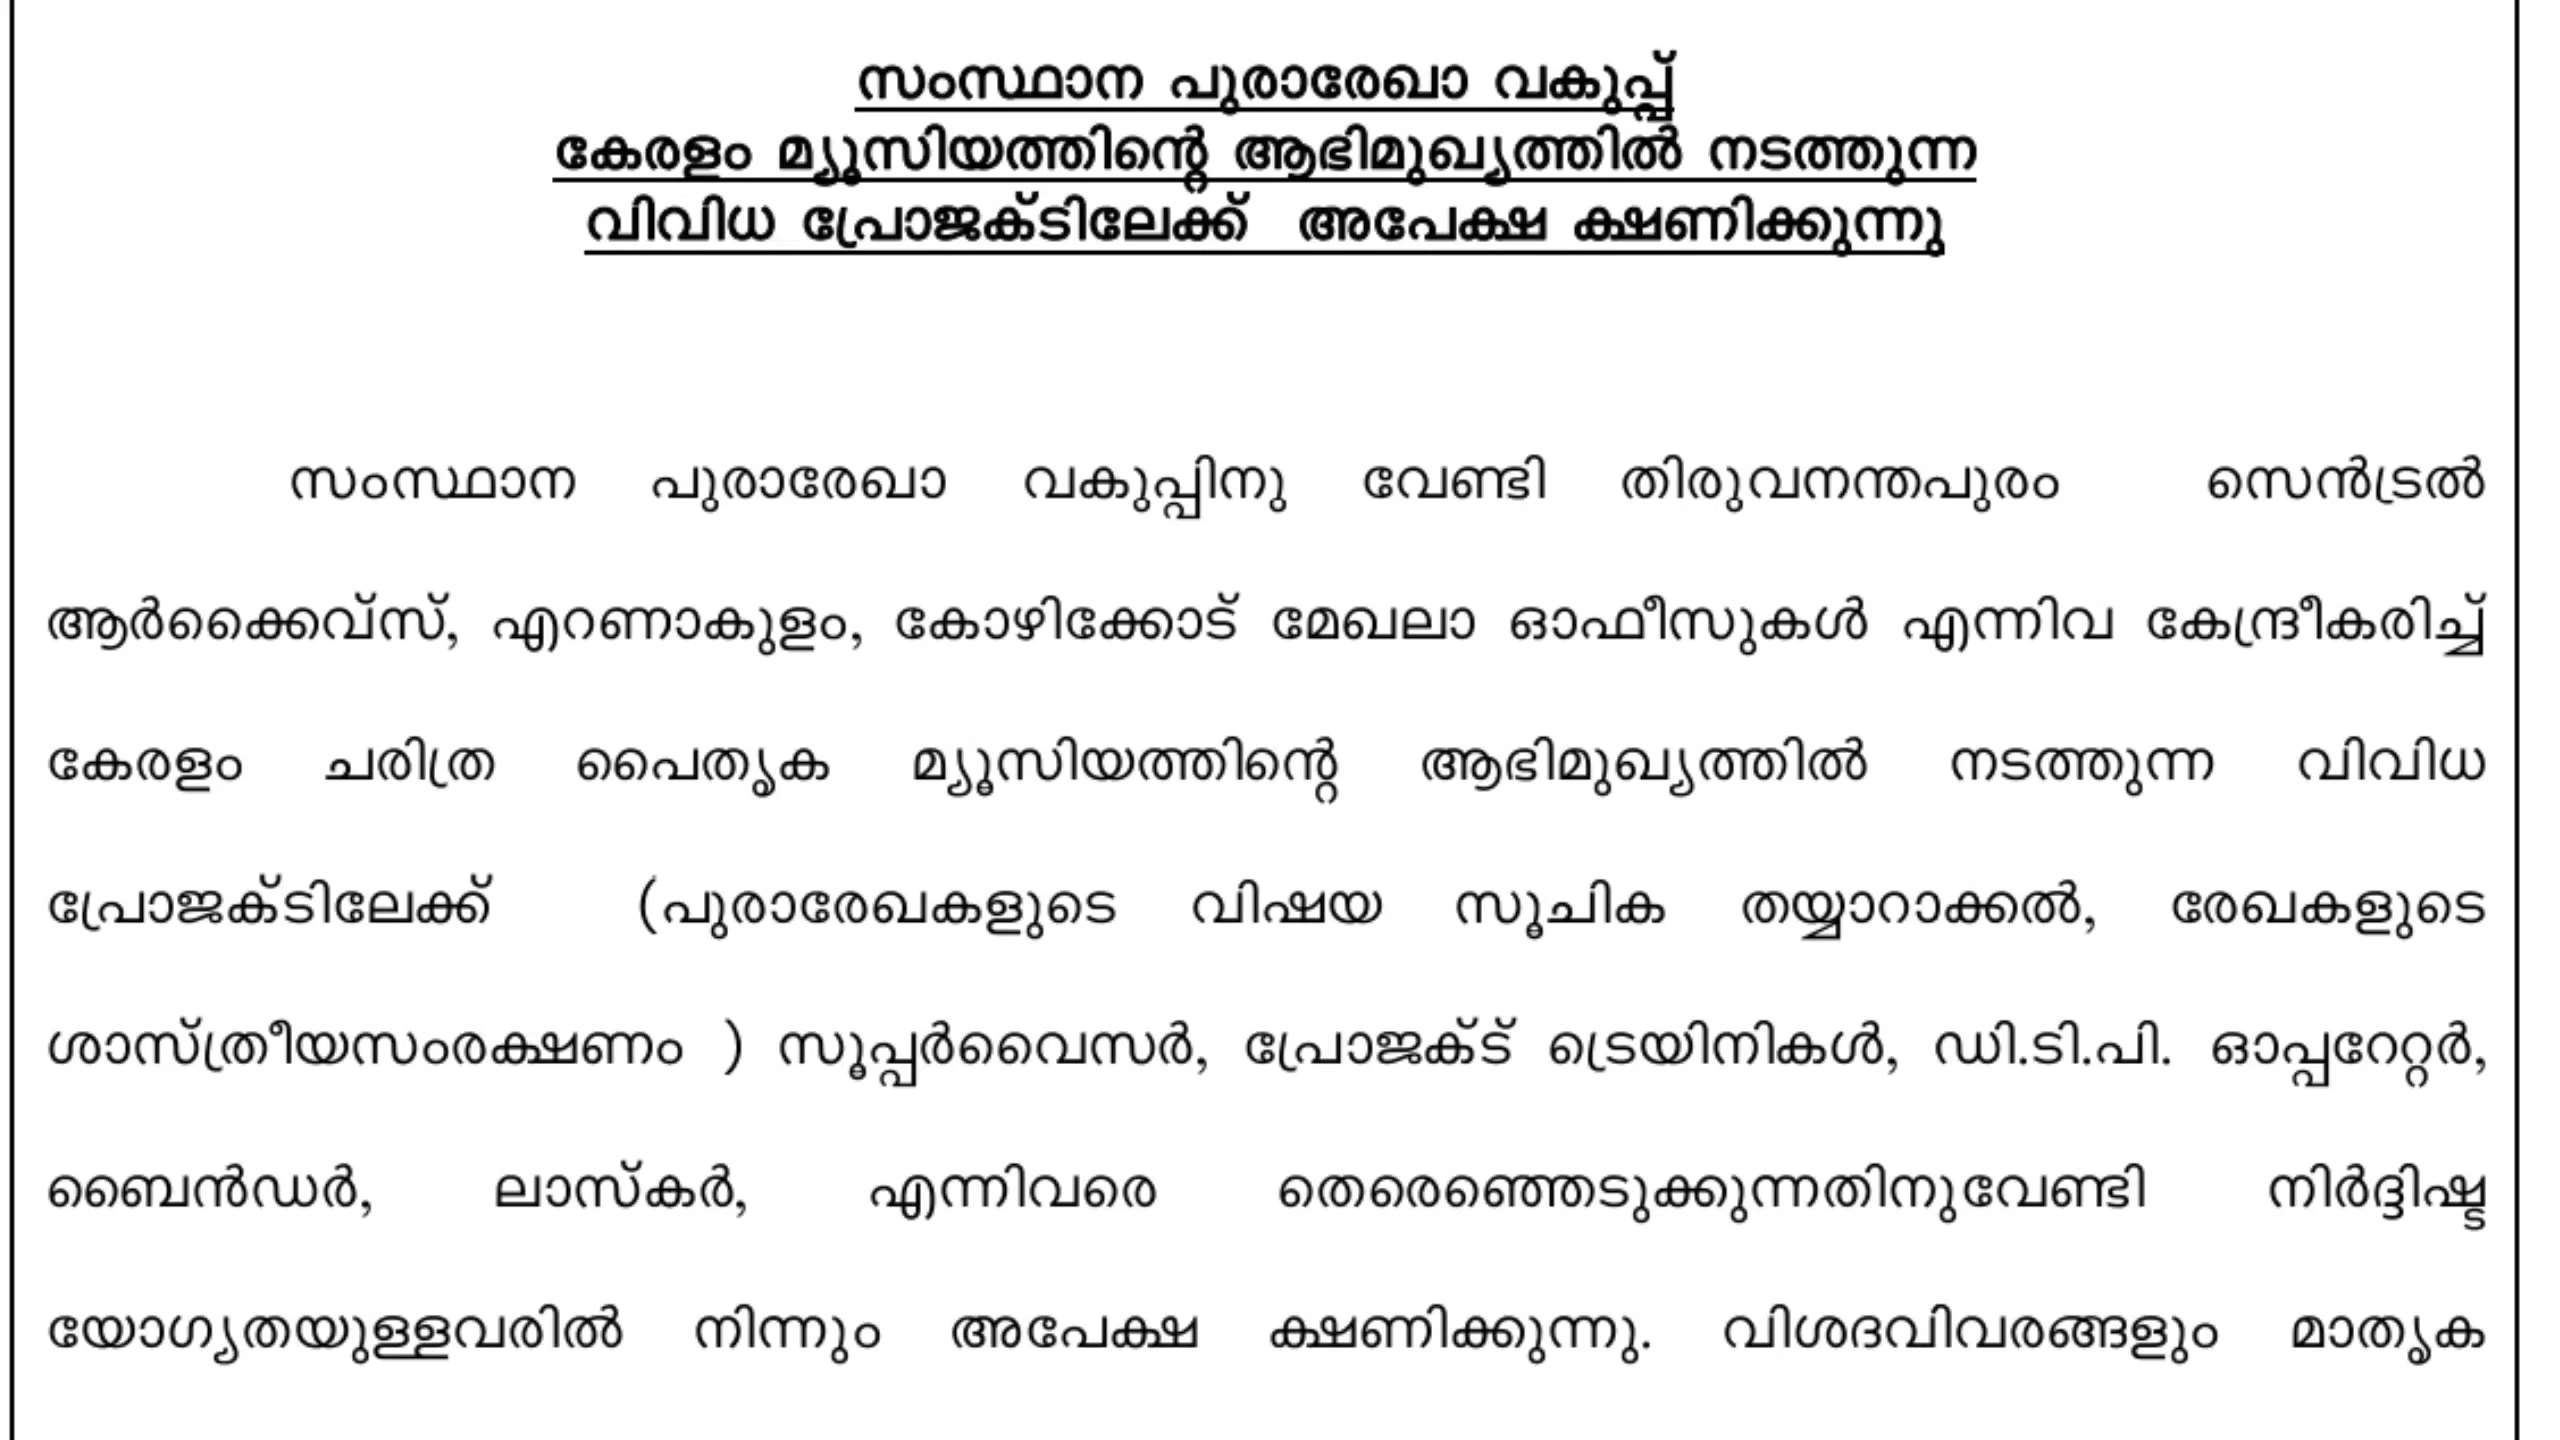 സംസ്ഥാന പുരാരേഖാ വകുപ്പ്
കേരളം മ്യൂസിയത്തിന്റെ ആഭിമുഖ്യത്തിൽ നടത്തുന്ന
വിവിധ പ്രോജക്ടിലേക്ക് അപേക്ഷ ക്ഷണിക്കുന്നു
സംസ്ഥാന പുരാരേഖാ വകുപ്പിനു വേണ്ടി തിരുവനന്തപുരം സെൻട്രൽ
ആർക്കൈവ്സ്, എറണാകുളം, കോഴിക്കോട് മേഖലാ ഓഫീസുകൾ എന്നിവ കേന്ദ്രീകരിച്ച്
കേരളം ചരിത്ര പൈതൃക മ്യൂസിയത്തിന്റെ ആഭിമുഖ്യത്തിൽ നടത്തുന്ന വിവിധ
പ്രോജക്ടിലേക്ക് (പുരാരേഖകളുടെ വിഷയ സൂചിക തയ്യാറാക്കൽ, രേഖകളുടെ
ശാസ്ത്രീയസംരക്ഷണം ) സൂപ്പർവൈസർ, പ്രോജക്ട് ട്രെയിനികൾ, ഡി.ടി.പി. ഓപ്പറേറ്റർ,
ബൈൻഡർ, ലാസ്കർ, എന്നിവരെ തെരെഞ്ഞെടുക്കുന്നതിനുവേണ്ടി നിർദ്ദിഷ്ട
യോഗ്യതയുള്ളവരിൽ നിന്നും അപേക്ഷ ക്ഷണിക്കുന്നു. വിശദവിവരങ്ങളും മാതൃക